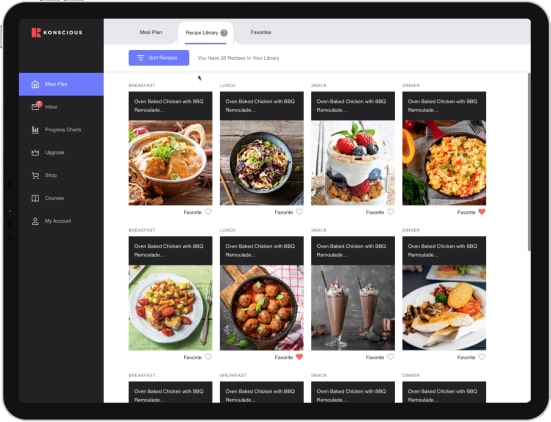 KONSCIOUS
Meal Plan
Recipe Library ?
Favorites
Sort Recipes
You Have 28 Recipes In Your Library
Meal Plan
Inbox
Progress Charts
Upgrade
Shop
Courses
My Account
BREAKFAST
LUNCH
SNACK
DINNER
Oven Baked Chicken with BBQ
Remoulade...
Oven Baked Chicken with BBQ
Remoulade...
Oven Baked Chicken with BBQ
Remoulade...
Oven Baked Chicken with BBQ
Remoulade...
Favorite
Favorite
Favorite
Favorite
BREAKFAST
LUNCH
SNACK
DINNER
Oven Baked Chicken with BBQ
Remoulade...
Oven Baked Chicken with BBQ
Remoulade...
Oven Baked Chicken with BBQ
Remoulade...
Oven Baked Chicken with BBQ
Remoulade...
Favorite
Favorite
Favorite
Favorite
BREAKFAST
BREAKFAST
SNACK
DINNER
Oven Baked Chicken with BBQ
Remoulade...
Oven Baked Chicken with BBQ
Remoulade...
Oven Baked Chicken with BBQ
Remoulade...
Oven Baked Chicken with BBQ
Remoulade...